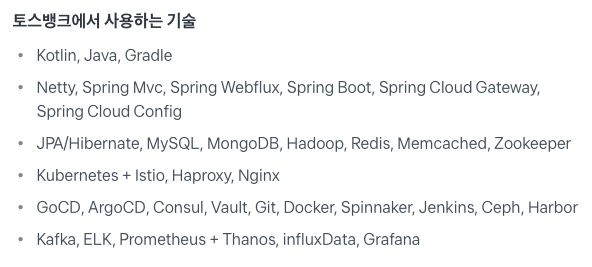 토스뱅크에서 사용하는 기술
• Kotlin, Java, Gradle
• Netty, Spring Mvc, Spring Webflux, Spring Boot, Spring Cloud Gateway,
Spring Cloud Config
• JPA/Hibernate, MySQL, MongoDB, Hadoop, Redis, Memcached, Zookeeper
• Kubernetes + Istio, Haproxy, Nginx
• GoCD, ArgoCD, Consul, Vault, Git, Docker, Spinnaker, Jenkins, Ceph, Harbor
• Kafka, ELK, Prometheus + Thanos, influxData, Grafana